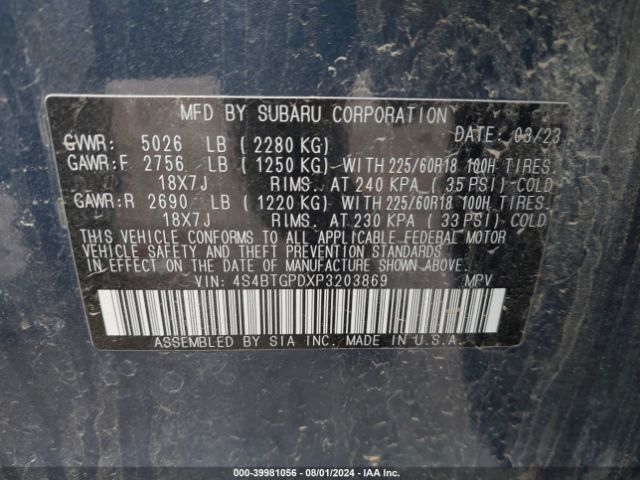 MFD BY SUBARU CORPORATION
GVWR: 5026 LB (2280 KG) DATE: 03/23
GAWR:F 2756 LB (1250 KG) WITH 225/60R18 100H TIRES.
18X7J RIMS. AT 240 KPA (35 PSI) COLD
GAWR:R 2690 LB (1220 KG) WITH 225/60R18 100H. TIRES.
18X7J RIMS. AT 230 KPA (33 PSI) COLD
THIS VEHICLE CONFORMS TO ALL APPLICABLE FEDERAL MOTOR
VEHICLE SAFETY AND THEFT PREVENTION STANDARDS IN
EFFECT ON THE DATE OF MANUFACTURE SHOWN ABOVE.
VIN: 4S4BTGPDXP3203869 MPV
ASSEMBLED BY SIA INC. MADE IN U.S.A.
000-39981056 • 08/01/2024 • IAA Inc.